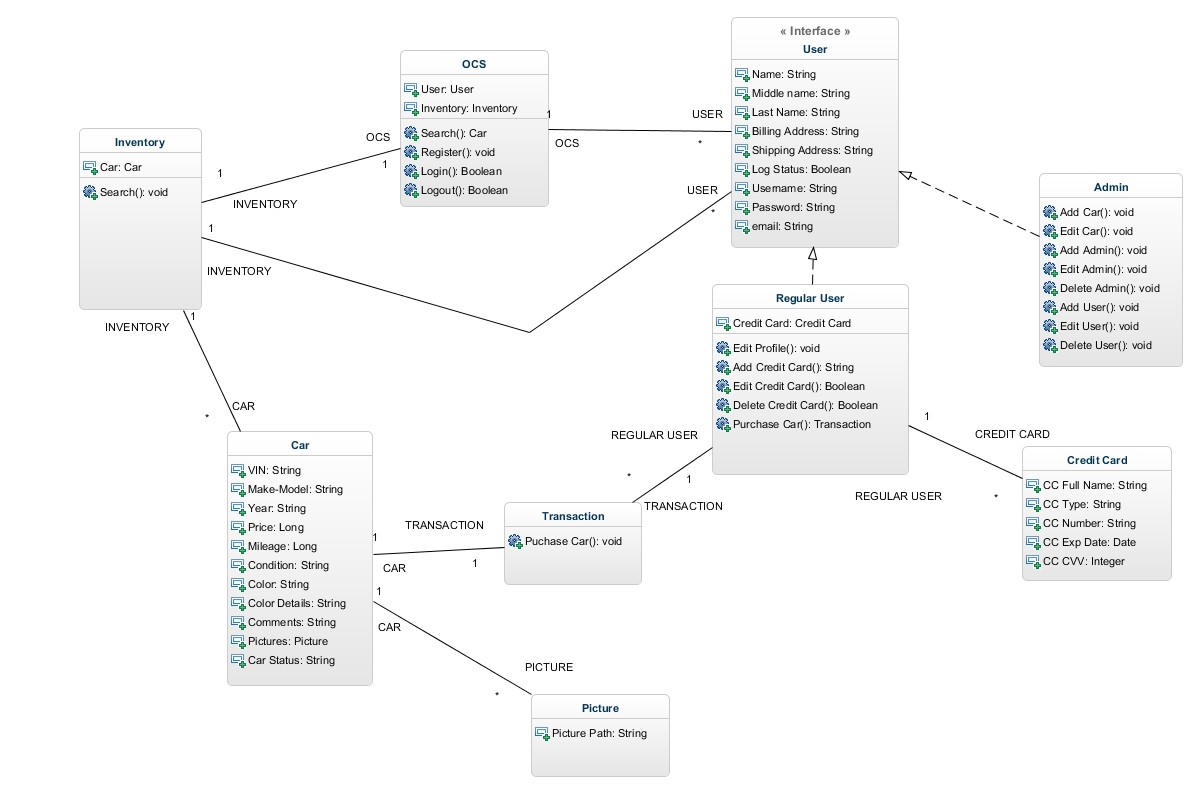 « Interface »
User
Name: String
Middle name: String
Last Name: String
Billing Address: String
Shipping Address: String
Log Status: Boolean
Username: String
Password: String
email: String
OCS
User: User
Inventory: Inventory
Search(): Car
Register(): void
Login(): Boolean
Logout(): Boolean
1
OCS
USER
*
Inventory
Car: Car
Search(): void
1
INVENTORY
OCS
1
1
INVENTORY
USER
*
1
INVENTORY
CAR
*
Admin
Add Car(): void
Edit Car(): void
Add Admin(): void
Edit Admin(): void
Delete Admin(): void
Add User(): void
Edit User(): void
Delete User(): void
Regular User
Credit Card: Credit Card
Edit Profile(): void
Add Credit Card(): String
Edit Credit Card(): Boolean
Delete Credit Card(): Boolean
Purchase Car(): Transaction
1
CREDIT CARD
REGULAR USER
*
REGULAR USER
*
1
TRANSACTION
Credit Card
CC Full Name: String
CC Type: String
CC Number: String
CC Exp Date: Date
CC CVV: Integer
Car
VIN: String
Make-Model: String
Year: String
Price: Long
Mileage: Long
Condition: String
Color: String
Color Details: String
Comments: String
Pictures: Picture
Car Status: String
1
TRANSACTION
CAR
1
Transaction
Puchase Car(): void
1
CAR
PICTURE
*
Picture
Picture Path: String